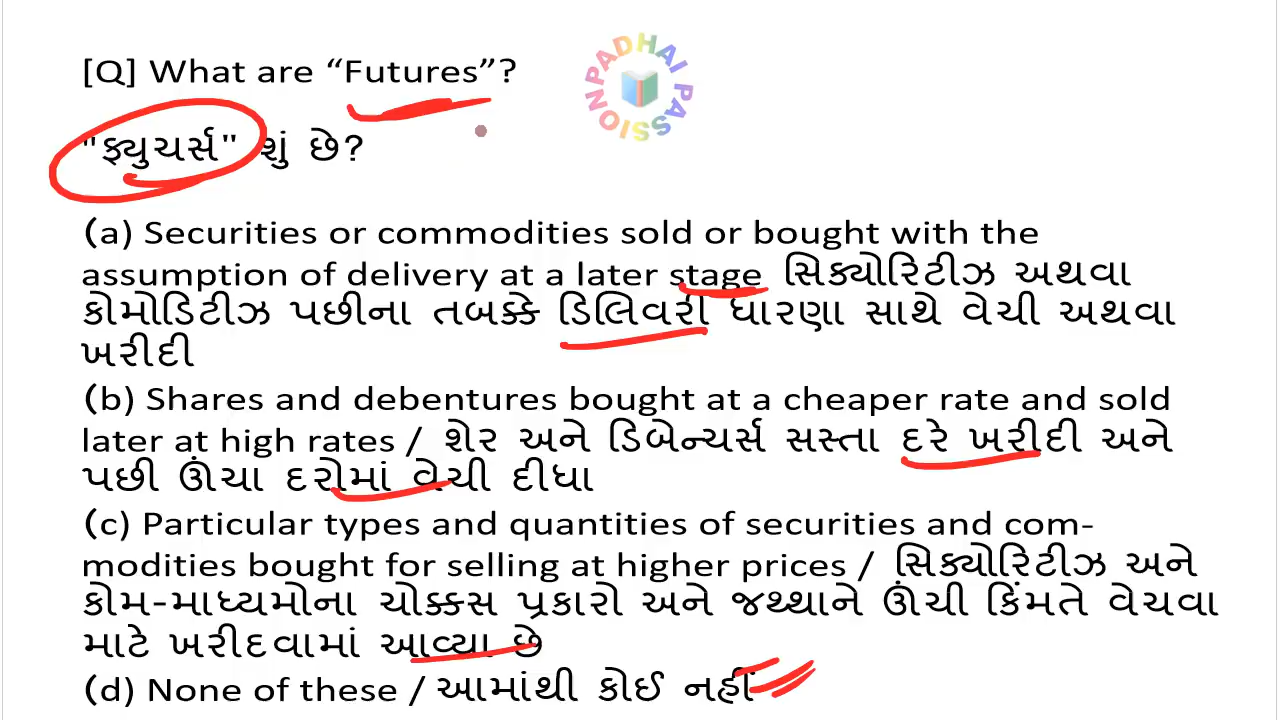 [Q] What are “Futures”?
PADHAI PASSION
"ફ્યુચર્સ" શું છે?
(a) Securities or commodities sold or bought with the
assumption of delivery at a later stage સિક્યોરિટીઝ અથવા
કોમોડિટીઝ પછીના તબક્કે ડિલિવરી ધારણા સાથે વેચી અથવા
ખરીદી
(b) Shares and debentures bought at a cheaper rate and sold
later at high rates / શેર અને ડિબેન્ચર્સ સસ્તા દરે ખરીદી અને
પછી ઊંચા દરોમાં વેચી દીધા
(c) Particular types and quantities of securities and com-
modities bought for selling at higher prices / સિક્યોરિટીઝ અને
કોમ-માધ્યમોના ચોક્કસ પ્રકારો અને જથ્થાને ઊંચી કિંમતે વેચવા
માટે ખરીદવામાં આવ્યા છે
(d) None of these / આમાંથી કોઈ નહીં